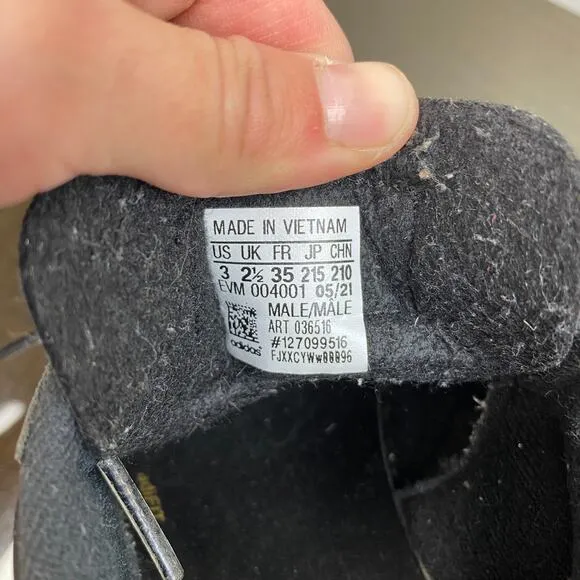 MADE IN VIETNAM
US UK FR JP CHN
3 2½ 35 215 210
EVM 004001 05/21
MALE/MÂLE
ART 036516
#127099516
adidas®